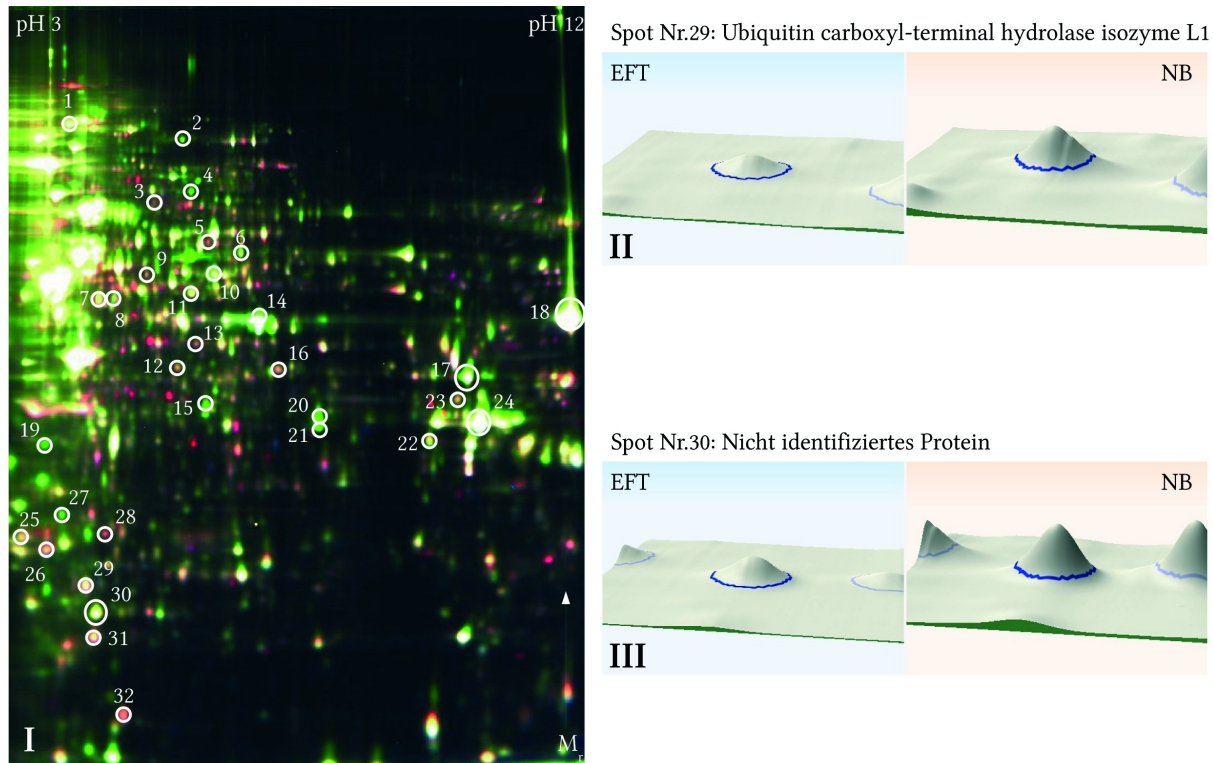 pH 3
pH 12
1
2
3
4
5
6
7
8
9
10
11
12
13
14
15
16
17
18
19
20
21
22
23
24
25
26
27
28
29
30
31
32
I
Mr
Spot Nr.29: Ubiquitin carboxyl-terminal hydrolase isozyme L1
EFT
NB
II
Spot Nr.30: Nicht identifiziertes Protein
EFT
NB
III